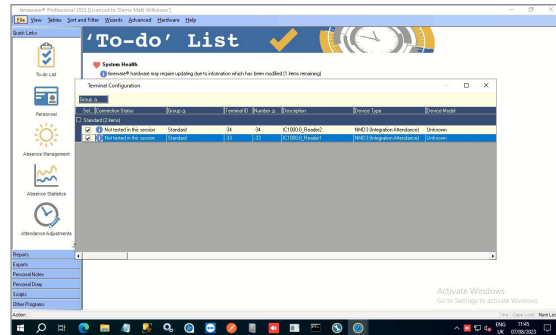 timeware® Professional 2023 [Licensed to 'Demo Matt Wilkinson']
File View Tables Sort and Filter Wizards Advanced Hardware Help
Quick Links
'To-do' List
System Health
timeware® hardware may require updating due to information which has been modified (1 items remaining)
To-do List
Terminal Configuration
Group
Sel... Connection Status Group Terminal ID Number Description Device Type Device Model
Standard (2 items)
Not tested in this session Standard -34 -34 IC1000.0_Reader2 NMD3 (Integration Attendance) Unknown
Not tested in this session Standard -33 -33 IC1000.0_Reader1 NMD3 (Integration Attendance) Unknown
Personnel
Absence Management
Absence Statistics
Attendance Adjustments
Reports
Exports
Personal Notes
Personal Diary
Scripts
Other Programs
Activate Windows
Go to Settings to activate Windows.
Action:
Ins Caps Lock Num Lock
ENG
UK
11:45
07/08/2023